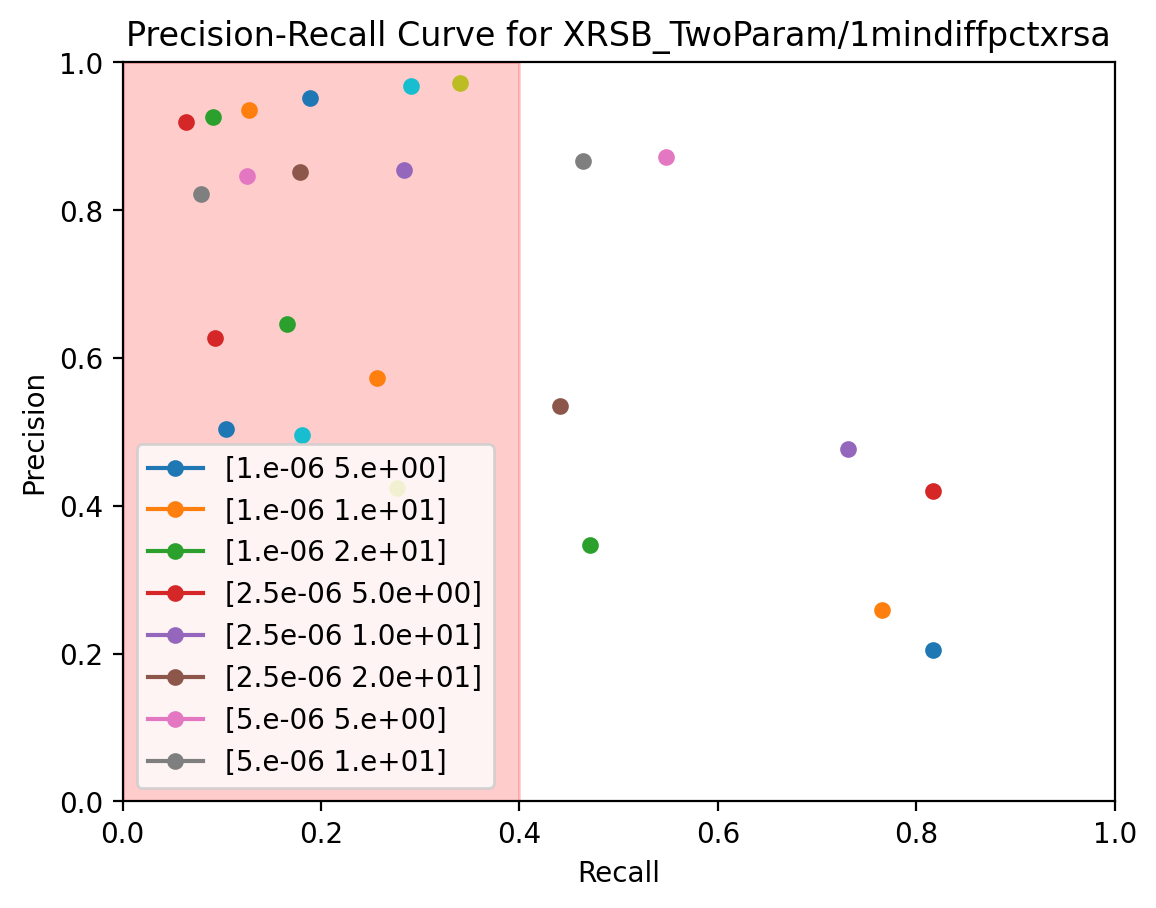 Precision-Recall Curve for XRSB_TwoParam/1mindiffpctxrsa
1.0
0.8
0.6
0.4
0.2
0.0
Precision
[1.e-06 5.e+00]
[1.e-06 1.e+01]
[1.e-06 2.e+01]
[2.5e-06 5.0e+00]
[2.5e-06 1.0e+01]
[2.5e-06 2.0e+01]
[5.e-06 5.e+00]
[5.e-06 1.e+01]
0.0 0.2 0.4 0.6 0.8 1.0
Recall